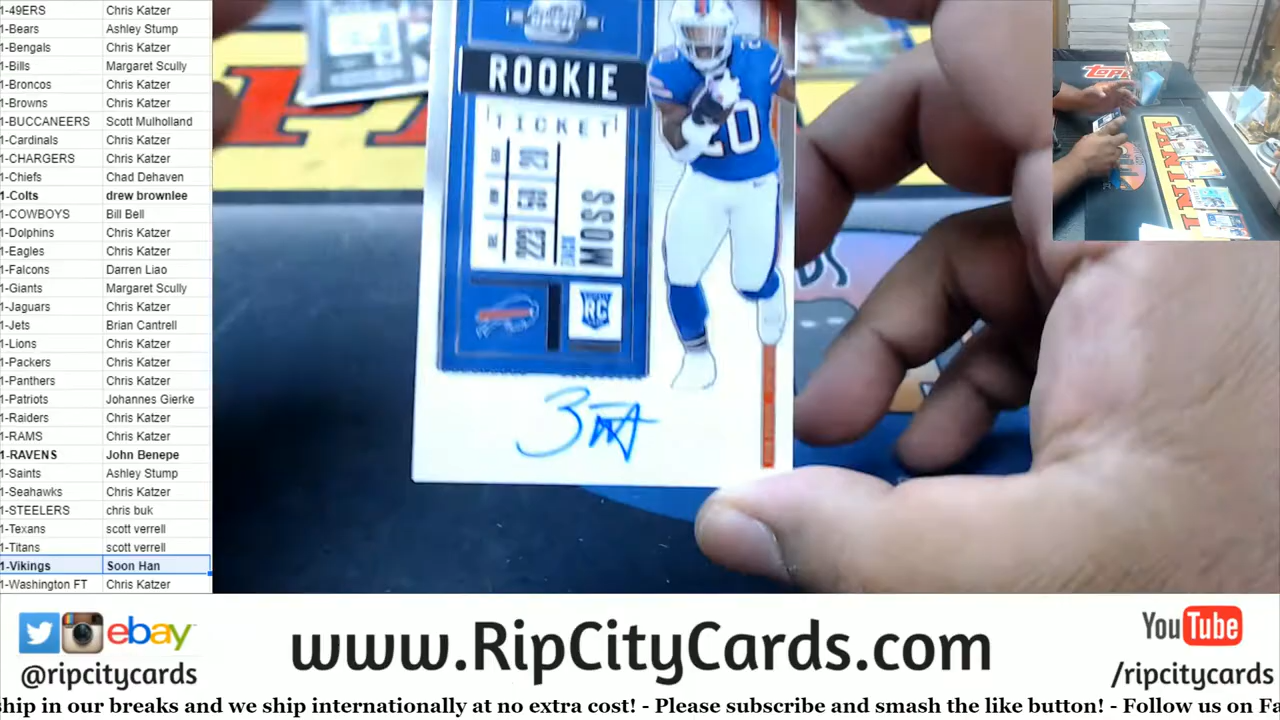 1-49ERS Chris Katzer
1-Bears Ashley Stump
1-Bengals Chris Katzer
1-Bills Margaret Scully
1-Broncos Chris Katzer
1-Browns Chris Katzer
1-BUCCANEERS Scott Mulholland
1-Cardinals Chris Katzer
1-CHARGERS Chris Katzer
1-Chiefs Chad Dehaven
1-Colts drew brownlee
1-COWBOYS Bill Bell
1-Dolphins Chris Katzer
1-Eagles Chris Katzer
1-Falcons Darren Liao
1-Giants Margaret Scully
1-Jaguars Chris Katzer
1-Jets Brian Cantrell
1-Lions Chris Katzer
1-Packers Chris Katzer
1-Panthers Chris Katzer
1-Patriots Johannes Gierke
1-Raiders Chris Katzer
1-RAMS Chris Katzer
1-RAVENS John Benepe
1-Saints Ashley Stump
1-Seahawks Chris Katzer
1-STEELERS chris buk
1-Texans scott verrell
1-Titans scott verrell
1-Vikings Soon Han
1-Washington FT Chris Katzer
ROOKIE
TICKET
MOSS
20
RC
Topps
PANINI
ebay
@ripcitycards
www.RipCityCards.com
YouTube
/ripcitycards
ship in our breaks and we ship internationally at no extra cost! - Please subscribe and smash the like button! - Follow us on Fa